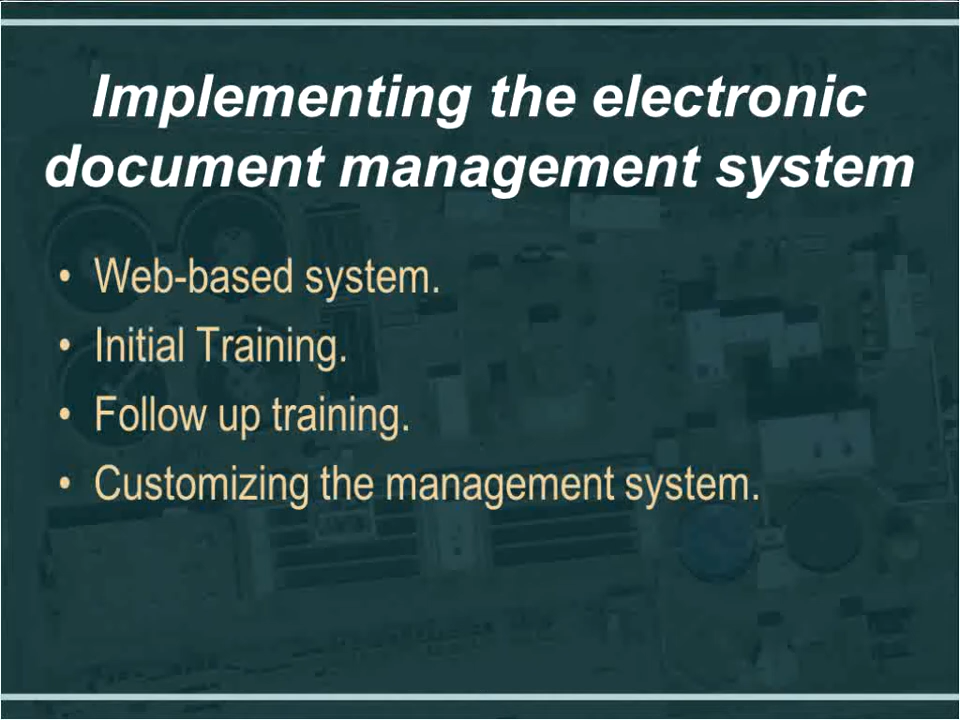 Implementing the electronic
document management system
• Web-based system.
• Initial Training.
• Follow up training.
• Customizing the management system.